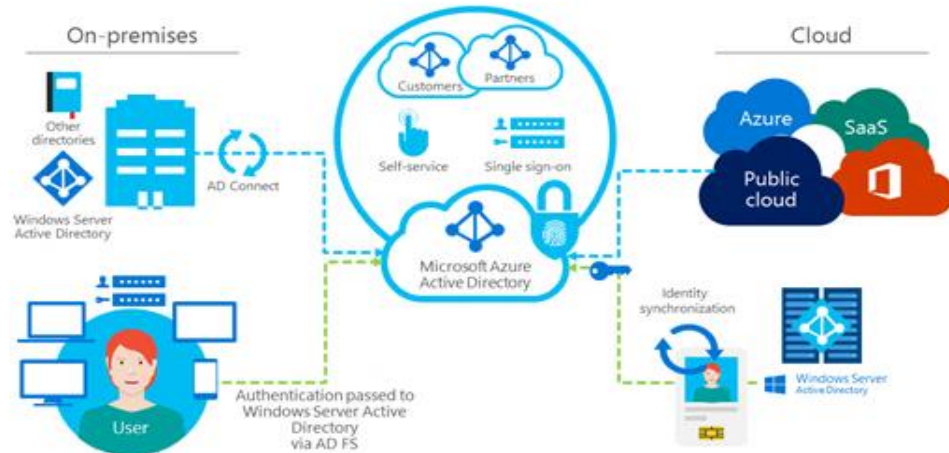 On-premises
Other
directories
Windows Server
Active Directory
AD Connect
Customers
Partners
Self-service
Single sign-on
Microsoft Azure
Active Directory
Cloud
Azure
SaaS
Public
cloud
User
Authentication passed to
Windows Server Active
Directory
via AD FS
Identity
synchronization
Windows Server
Active Directory